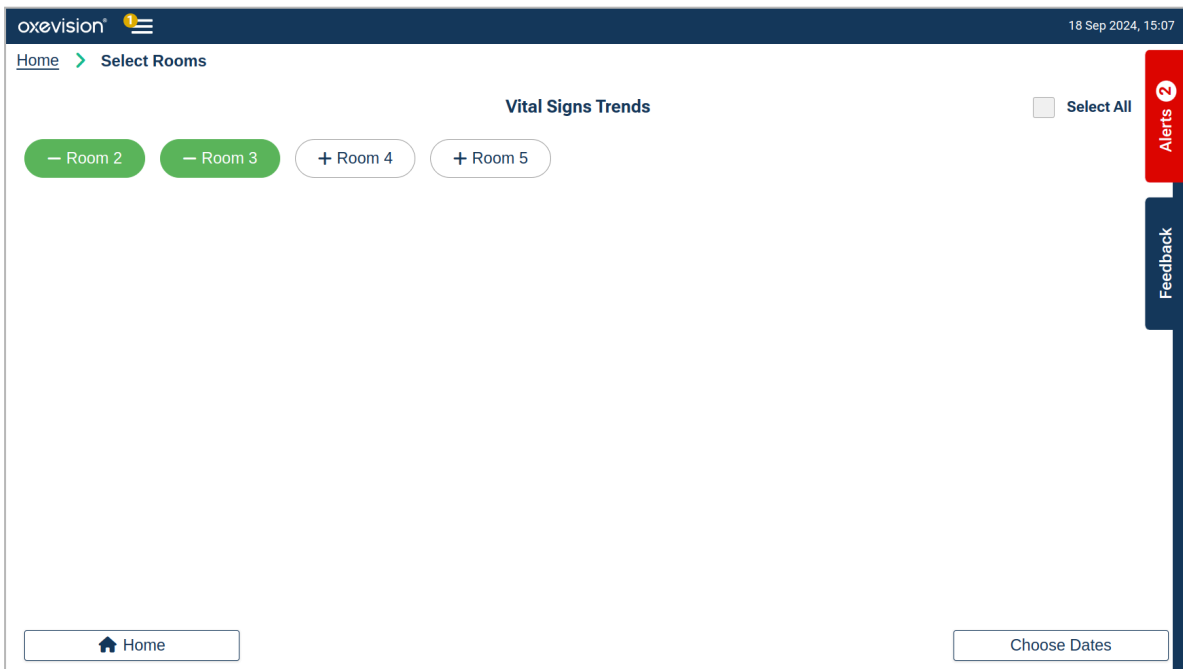 oxevision®
1
18 Sep 2024, 15:07
Home > Select Rooms
Vital Signs Trends
Select All
− Room 2
− Room 3
+ Room 4
+ Room 5
Alerts 2
Feedback
Home
Choose Dates